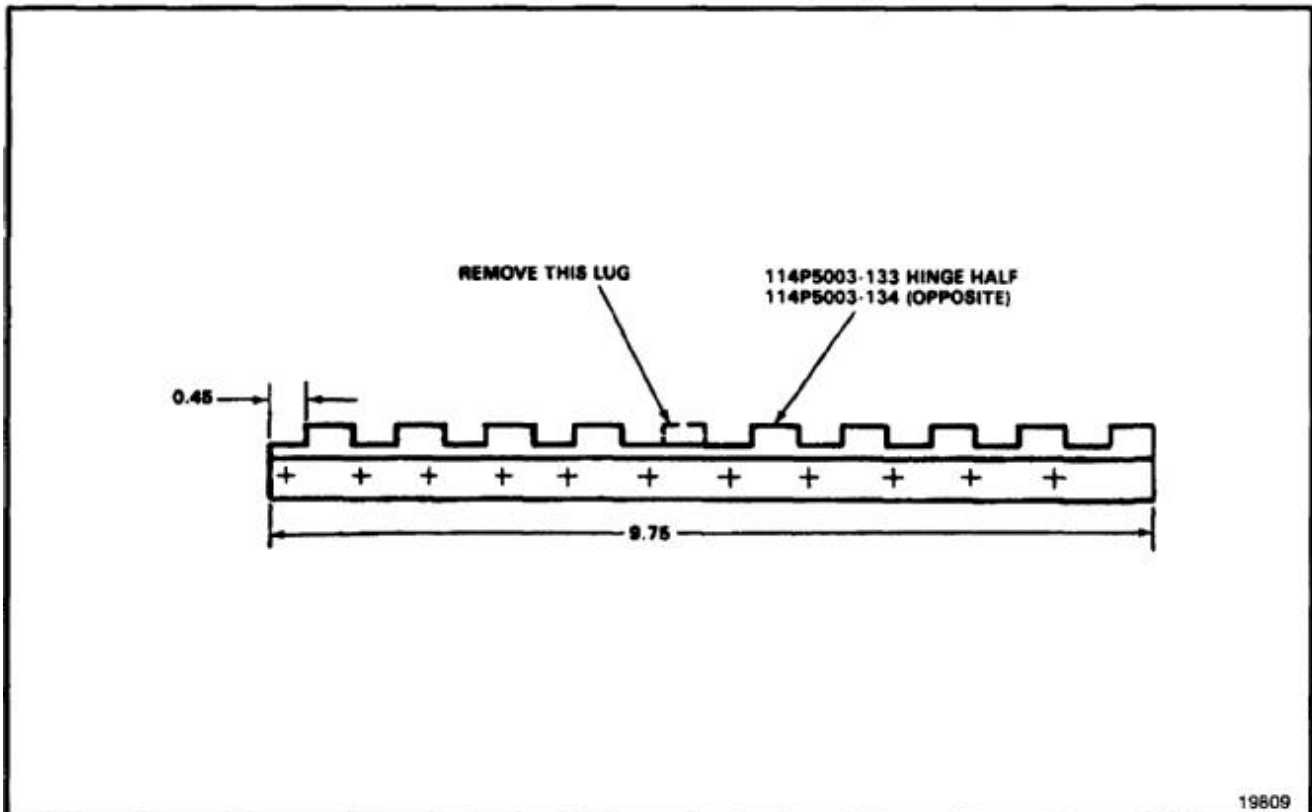 REMOVE THIS LUG
114P5003-133 HINGE HALF
114P5003-134 (OPPOSITE)
0.45
9.75
19809